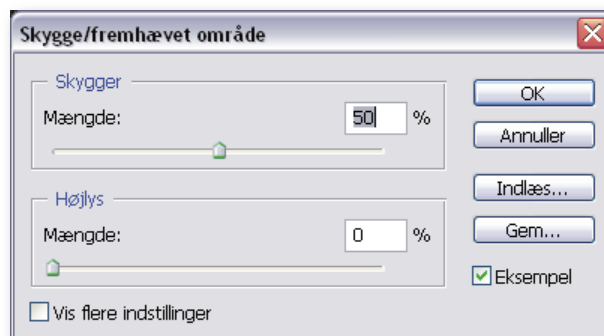 Skygge/fremhævet område
Skygger
Mængde:
50 %
Højlys
Mængde:
0 %
Vis flere indstillinger
OK
Annuller
Indlæs...
Gem...
Eksempel